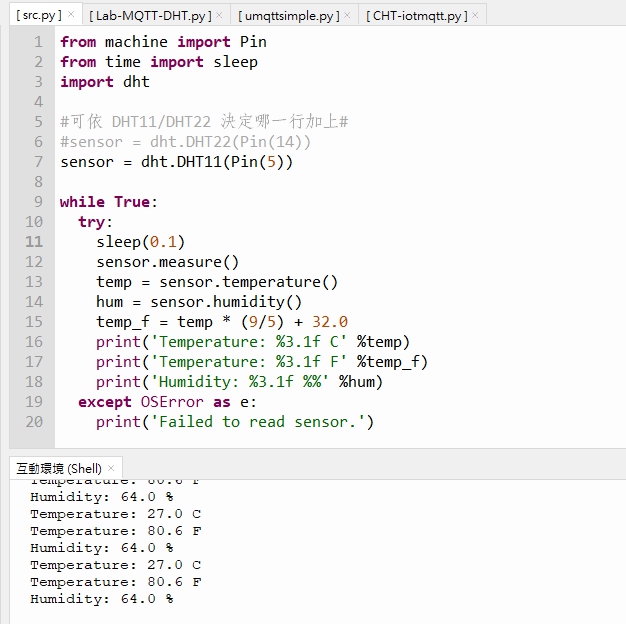 [ src.py ] × [ Lab-MQTT-DHT.py ] × [ umqttsimple.py ] × [ CHT-iotmqtt.py ] ×
1 from machine import Pin
2 from time import sleep
3 import dht
4
5 #可依 DHT11/DHT22 決定哪一行加上#
6 #sensor = dht.DHT22(Pin(14))
7 sensor = dht.DHT11(Pin(5))
8
9 while True:
10   try:
11     sleep(0.1)
12     sensor.measure()
13     temp = sensor.temperature()
14     hum = sensor.humidity()
15     temp_f = temp * (9/5) + 32.0
16     print('Temperature: %3.1f C' %temp)
17     print('Temperature: %3.1f F' %temp_f)
18     print('Humidity: %3.1f %%' %hum)
19   except OSError as e:
20     print('Failed to read sensor.')
互動環境 (Shell) ×
Temperature: 80.6 F
Humidity: 64.0 %
Temperature: 27.0 C
Temperature: 80.6 F
Humidity: 64.0 %
Temperature: 27.0 C
Temperature: 80.6 F
Humidity: 64.0 %